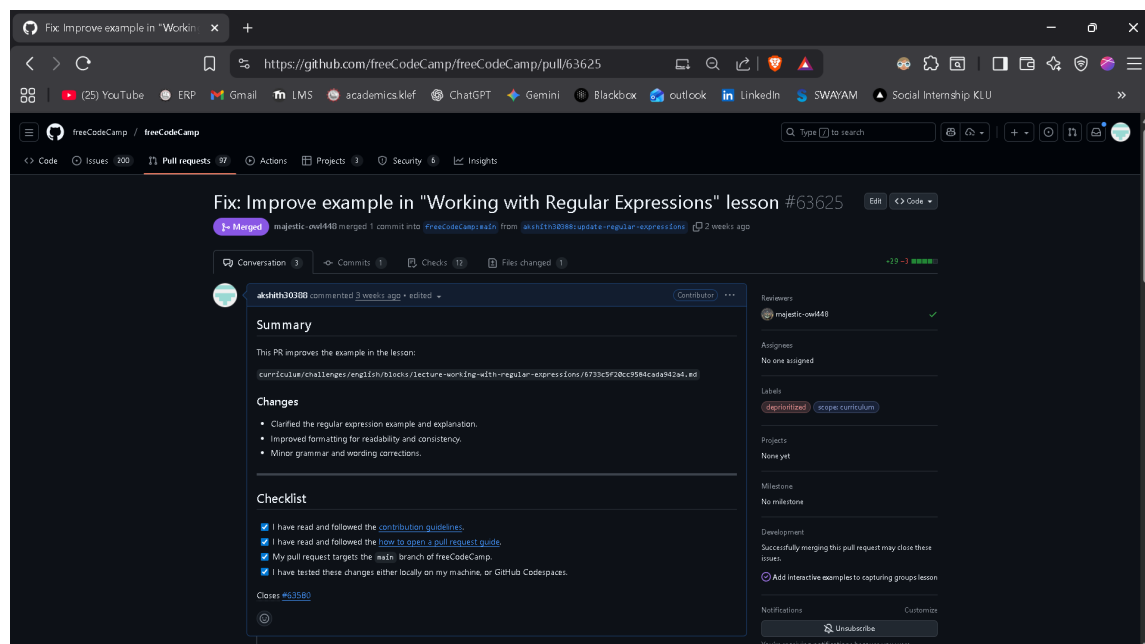 Fix: Improve example in "Workin
https://github.com/freeCodeCamp/freeCodeCamp/pull/63625
(25) YouTube ERP Gmail LMS academics.klef ChatGPT Gemini Blackbox outlook LinkedIn SWAYAM Social Internship KLU »
freeCodeCamp / freeCodeCamp
Type / to search
Code Issues 200 Pull requests 97 Actions Projects 3 Security 6 Insights
Fix: Improve example in "Working with Regular Expressions" lesson #63625
Edit Code
Merged majestic-owl448 merged 1 commit into freeCodeCamp:main from akshith30388:update-regular-expressions 2 weeks ago
Conversation 3 Commits 1 Checks 12 Files changed 1
+29 −3
akshith30388 commented 3 weeks ago • edited
Contributor
Summary
This PR improves the example in the lesson:
curriculum/challenges/english/blocks/lecture-working-with-regular-expressions/6733c5f20cc9504cada942a4.md
Changes
• Clarified the regular expression example and explanation.
• Improved formatting for readability and consistency.
• Minor grammar and wording corrections.
Checklist
I have read and followed the contribution guidelines.
I have read and followed the how to open a pull request guide.
My pull request targets the main branch of freeCodeCamp.
I have tested these changes either locally on my machine, or GitHub Codespaces.
Closes #63580
Reviewers
majestic-owl448
Assignees
No one assigned
Labels
deprioritized scope: curriculum
Projects
None yet
Milestone
No milestone
Development
Successfully merging this pull request may close these
issues.
Add interactive examples to capturing groups lesson
Notifications Customize
Unsubscribe